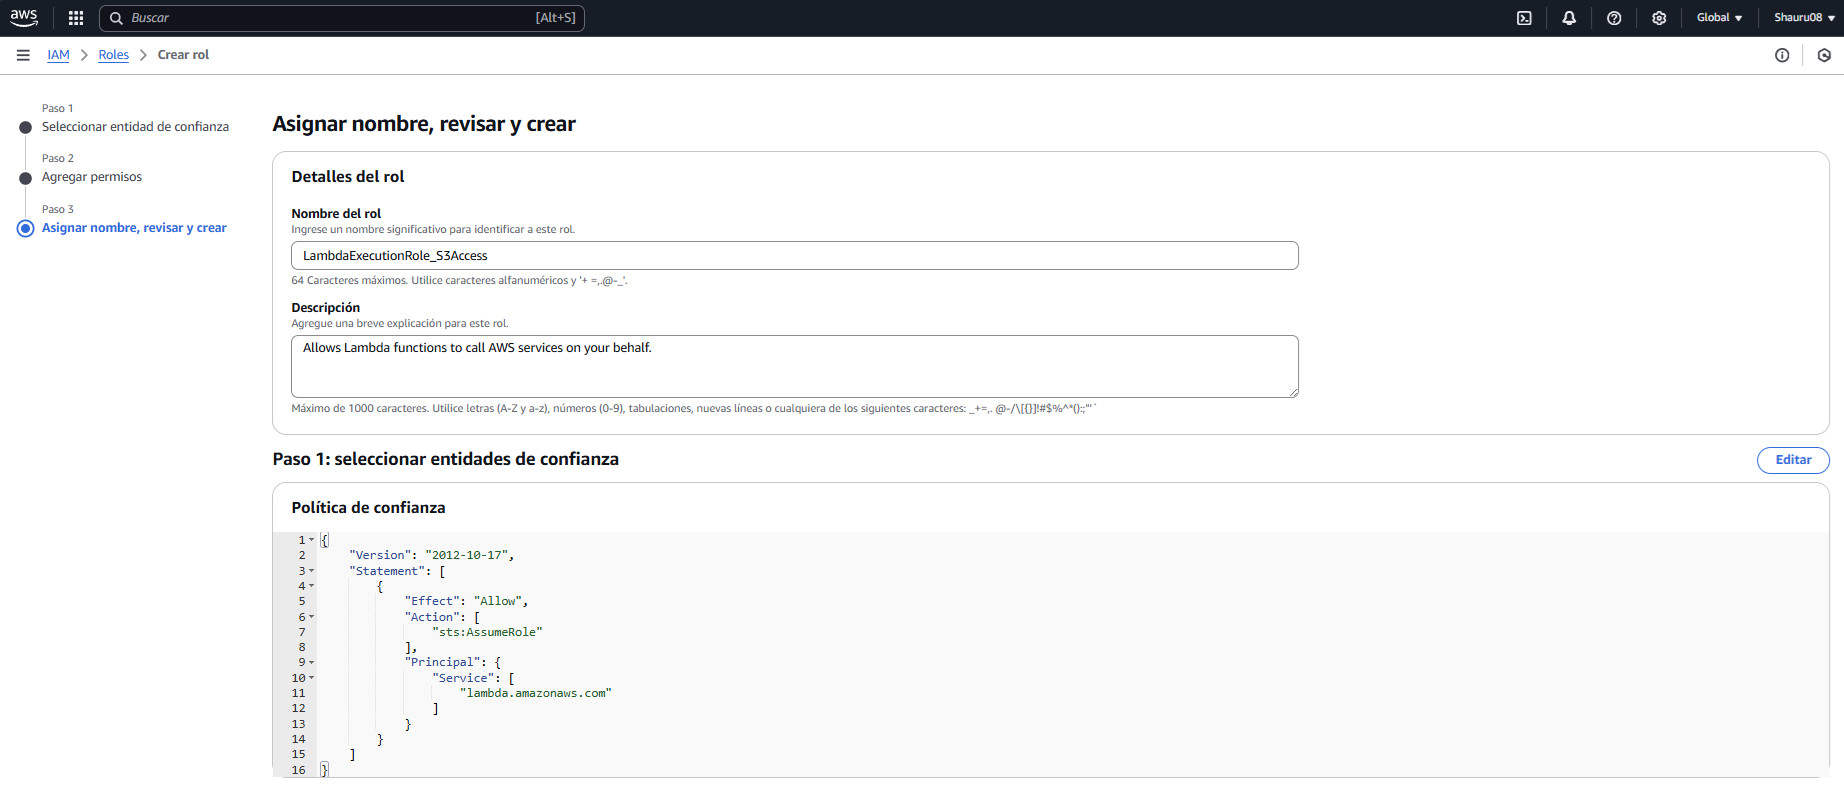 aws
Buscar
[Alt+S]
Global
Shauru08
IAM
Roles
Crear rol
Paso 1
Seleccionar entidad de confianza
Paso 2
Agregar permisos
Paso 3
Asignar nombre, revisar y crear
Asignar nombre, revisar y crear
Detalles del rol
Nombre del rol
Ingrese un nombre significativo para identificar a este rol.
LambdaExecutionRole_S3Access
64 Caracteres máximos. Utilice caracteres alfanuméricos y '+ =,.@-_'.
Descripción
Agregue una breve explicación para este rol.
Allows Lambda functions to call AWS services on your behalf.
Máximo de 1000 caracteres. Utilice letras (A-Z y a-z), números (0-9), tabulaciones, nuevas líneas o cualquiera de los siguientes caracteres: _+=,. @-/\[{}]!#$%^*();:"'`
Paso 1: seleccionar entidades de confianza
Editar
Política de confianza
1 {
2 "Version": "2012-10-17",
3 "Statement": [
4 {
5 "Effect": "Allow",
6 "Action": [
7 "sts:AssumeRole"
8 ],
9 "Principal": {
10 "Service": [
11 "lambda.amazonaws.com"
12 ]
13 }
14 }
15 ]
16 }